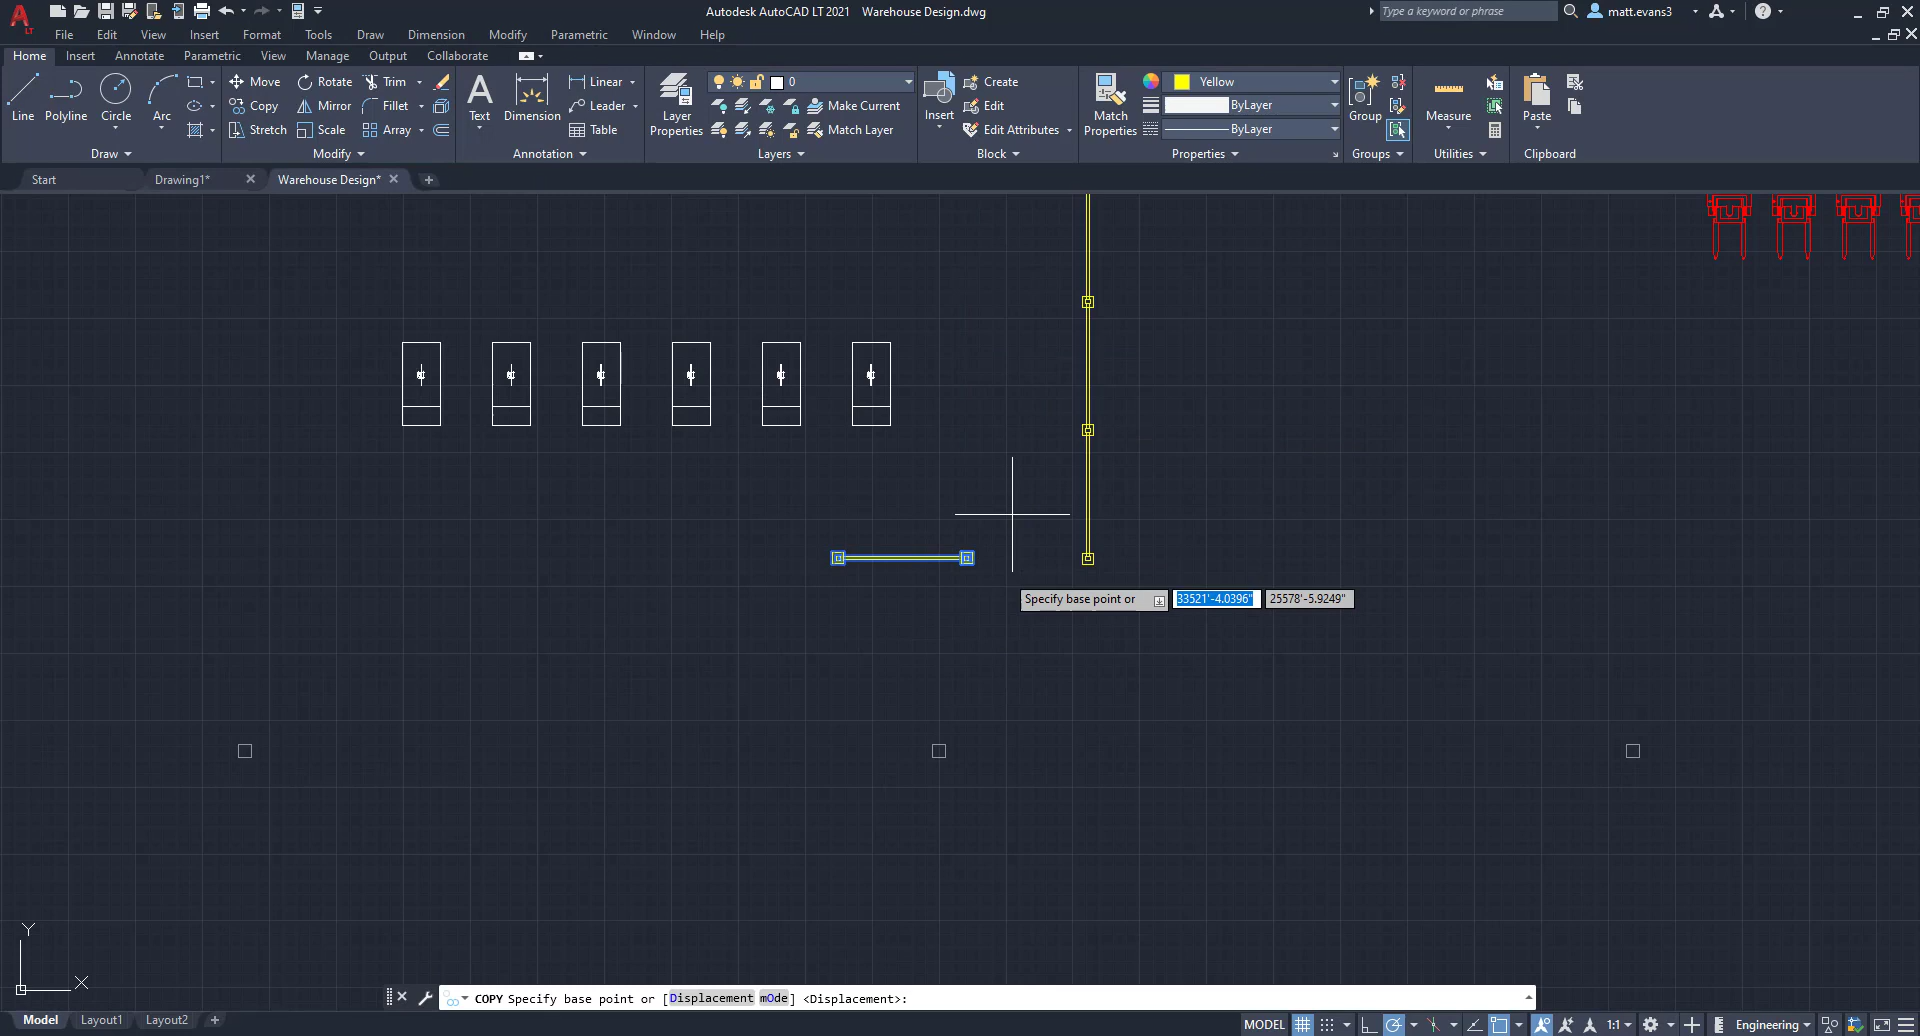 Autodesk AutoCAD LT 2021 Warehouse Design.dwg
Type a keyword or phrase
matt.evans3
LT
File Edit View Insert Format Tools Draw Dimension Modify Parametric Window Help
Home Insert Annotate Parametric View Manage Output Collaborate
Move Rotate Trim Linear 0 Create Yellow
Copy Mirror Fillet Leader Make Current Edit ByLayer
Line Polyline Circle Arc Text Dimension Layer Properties Insert Match Properties Group Measure Paste
Stretch Scale Array Table Match Layer Edit Attributes ByLayer
Draw Modify Annotation Layers Block Properties Groups Utilities Clipboard
Start Drawing1* Warehouse Design*
Specify base point or 33521'-4.0396" 25578'-5.9249"
Y
X
COPY Specify base point or [Displacement mOde] <Displacement>:
Model Layout1 Layout2
MODEL 1:1 Engineering